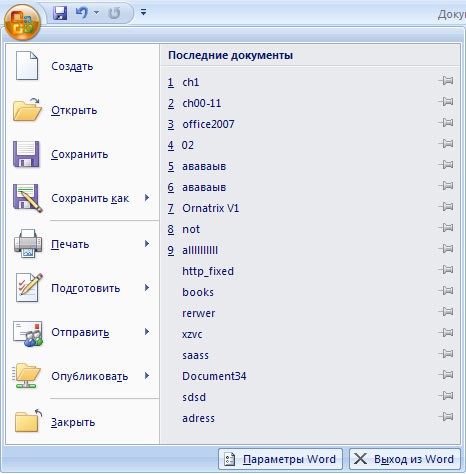 Доку
Создать
Открыть
Сохранить
Сохранить как
Печать
Подготовить
Отправить
Опубликовать
Закрыть
Последние документы
1 ch1
2 ch00-11
3 office2007
4 02
5 ававаыв
6 ававаыв
7 Ornatrix V1
8 not
9 allllllllll
http_fixed
books
rerwer
xzvc
saass
Document34
sdsd
adress
Параметры Word
Выход из Word